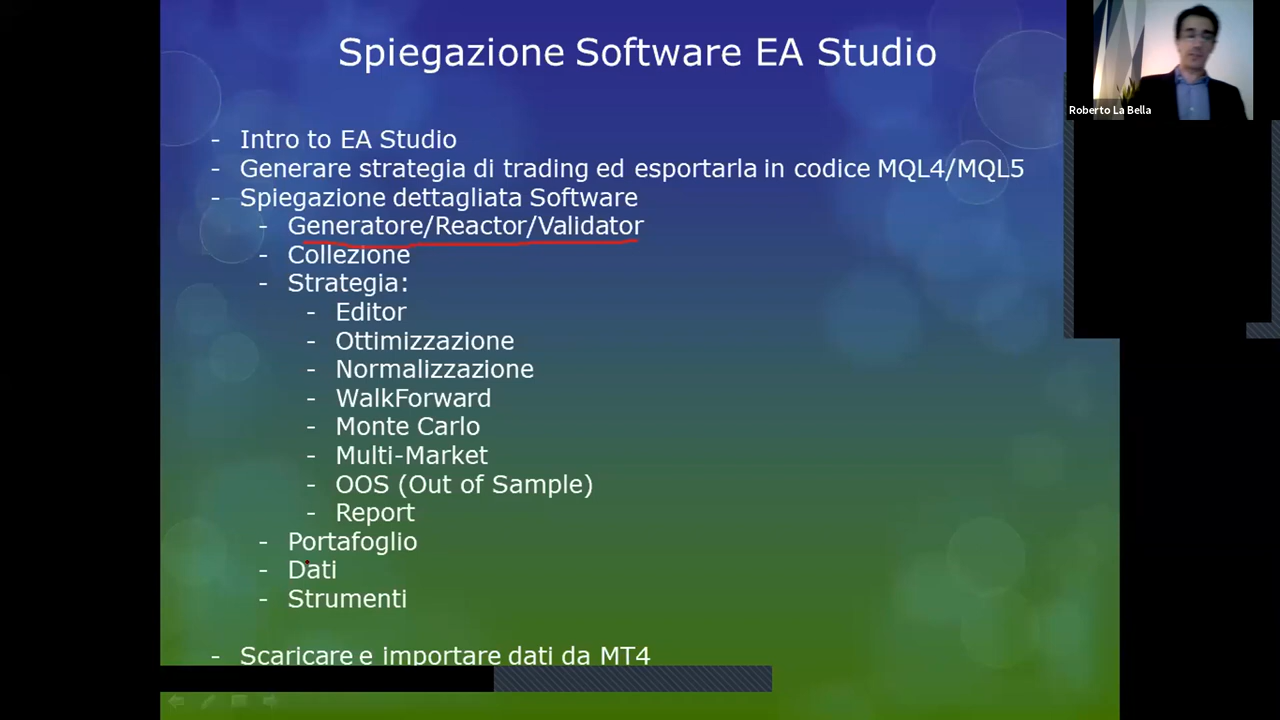 Spiegazione Software EA Studio
Roberto La Bella
- Intro to EA Studio
- Generare strategia di trading ed esportarla in codice MQL4/MQL5
- Spiegazione dettagliata Software
- Generatore/Reactor/Validator
- Collezione
- Strategia:
- Editor
- Ottimizzazione
- Normalizzazione
- WalkForward
- Monte Carlo
- Multi-Market
- OOS (Out of Sample)
- Report
- Portafoglio
- Dati
- Strumenti
- Scaricare e importare dati da MT4